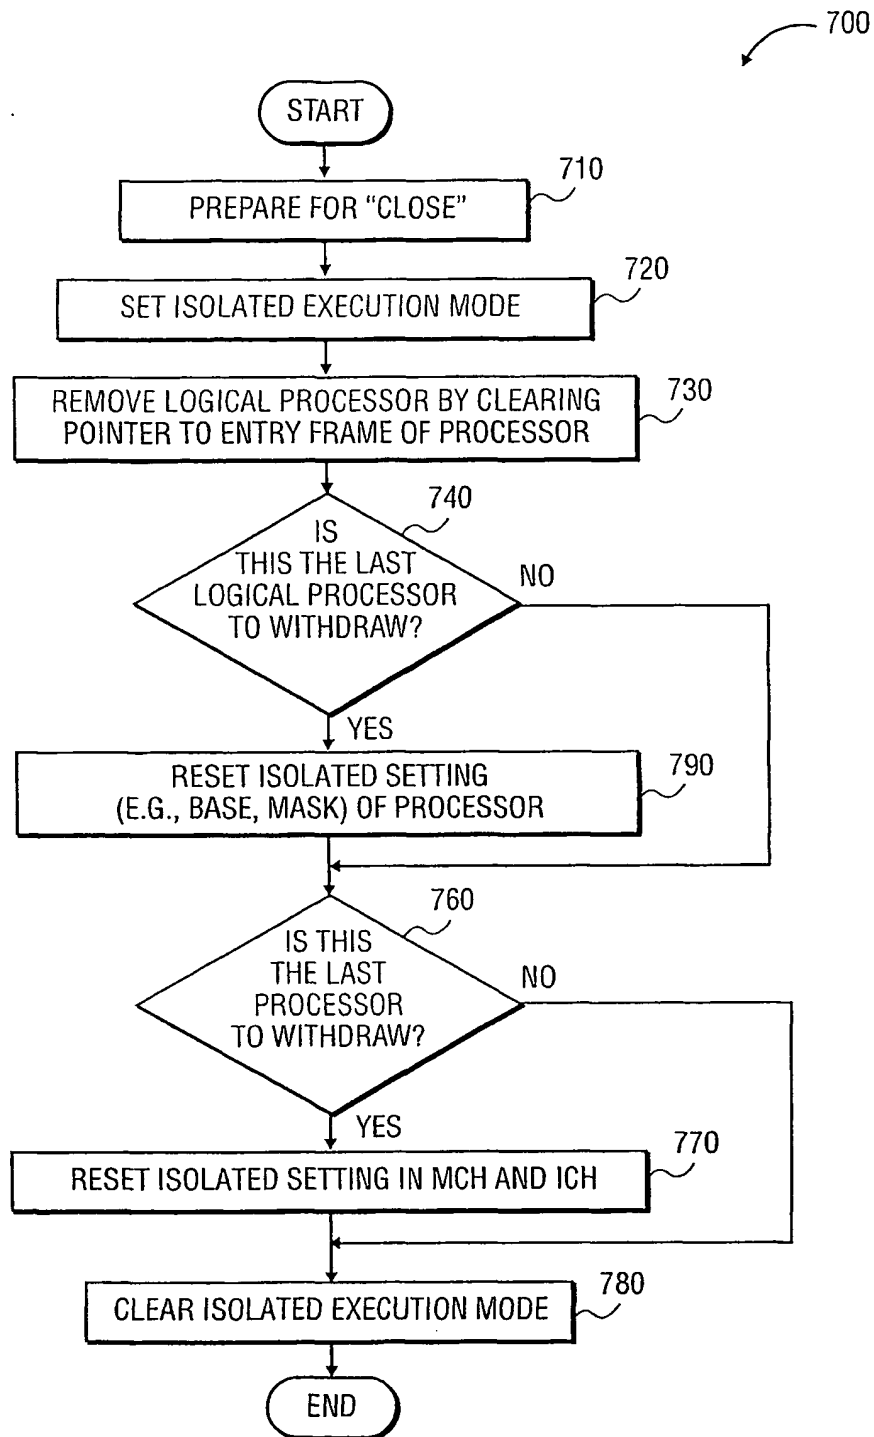 700
START
710
PREPARE FOR “CLOSE”
720
SET ISOLATED EXECUTION MODE
730
REMOVE LOGICAL PROCESSOR BY CLEARING
POINTER TO ENTRY FRAME OF PROCESSOR
740
IS
THIS THE LAST
LOGICAL PROCESSOR
TO WITHDRAW?
NO
YES
790
RESET ISOLATED SETTING
(E.G., BASE, MASK) OF PROCESSOR
760
IS THIS
THE LAST
PROCESSOR
TO WITHDRAW?
NO
YES
770
RESET ISOLATED SETTING IN MCH AND ICH
780
CLEAR ISOLATED EXECUTION MODE
END